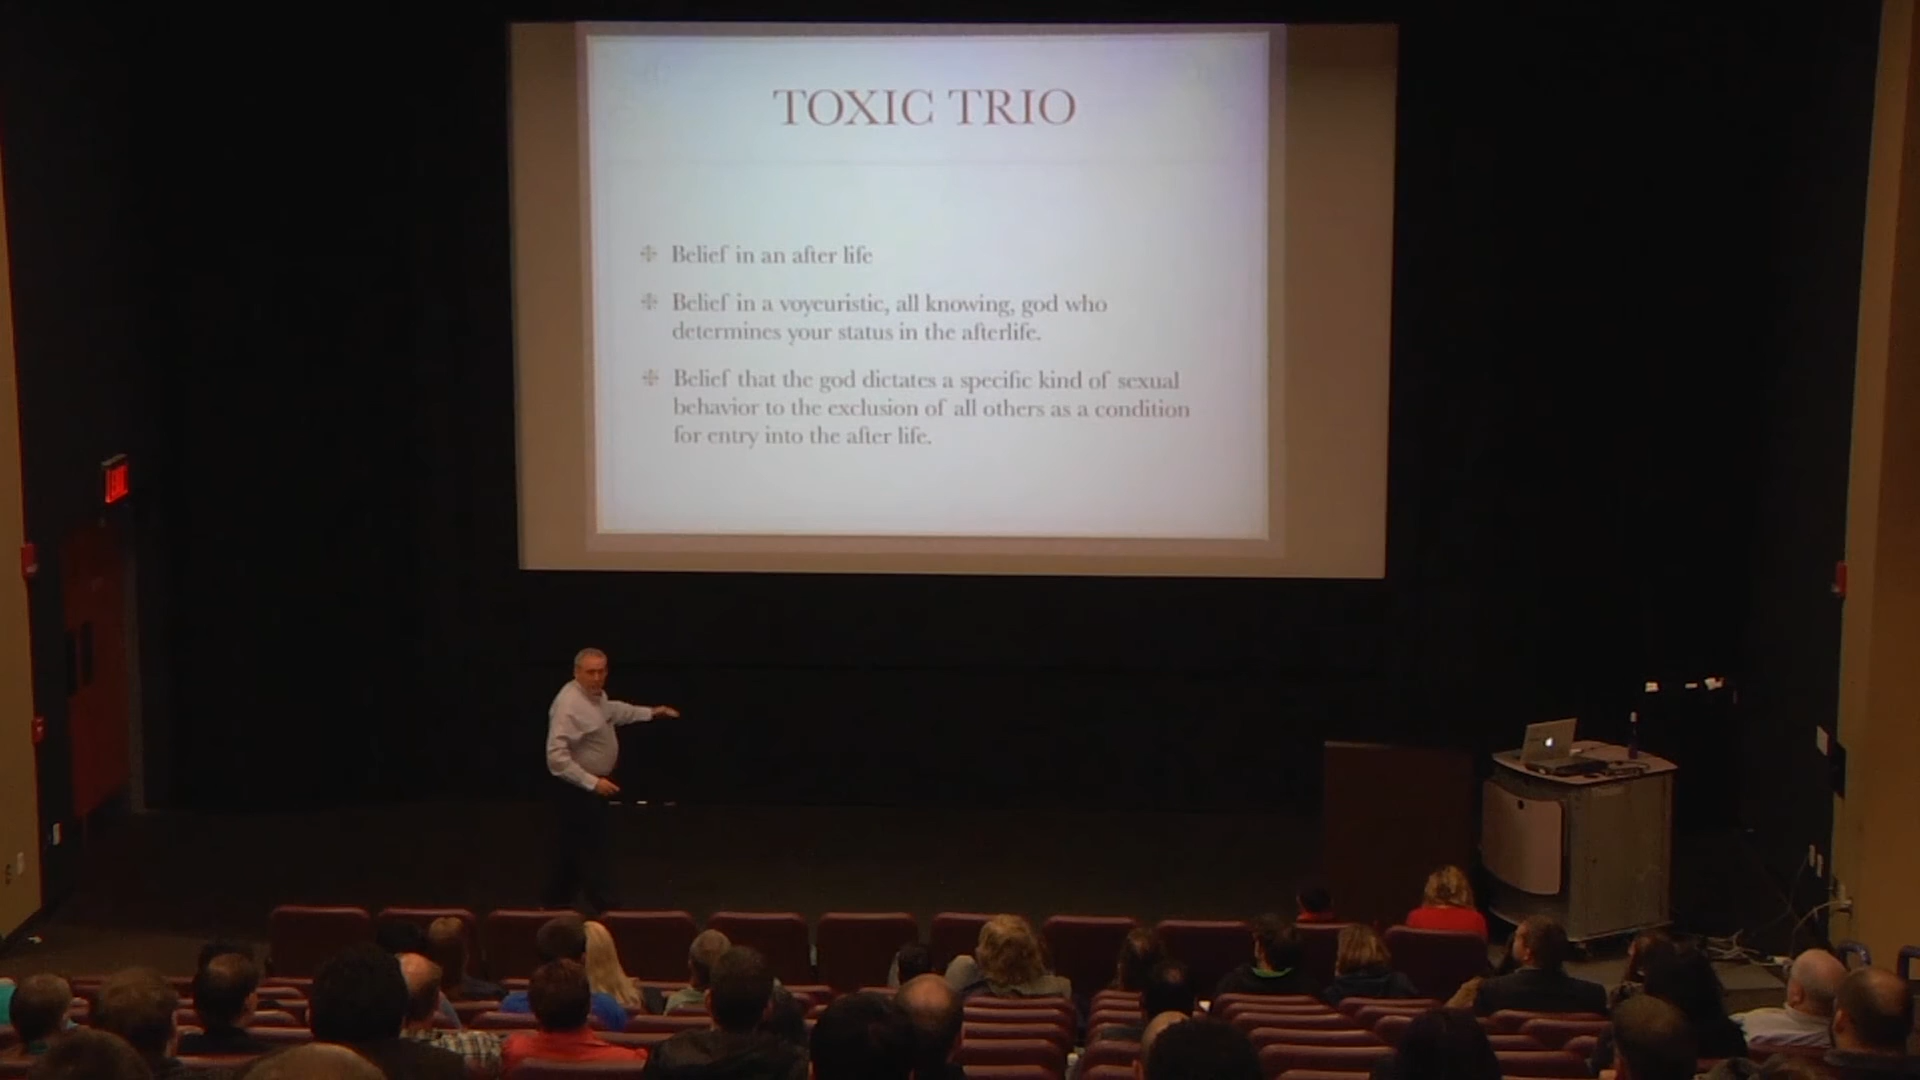 TOXIC TRIO
Belief in an after life
Belief in a voyeuristic, all knowing, god who
determines your status in the afterlife.
Belief that the god dictates a specific kind of sexual
behavior to the exclusion of all others as a condition
for entry into the after life.
EXIT